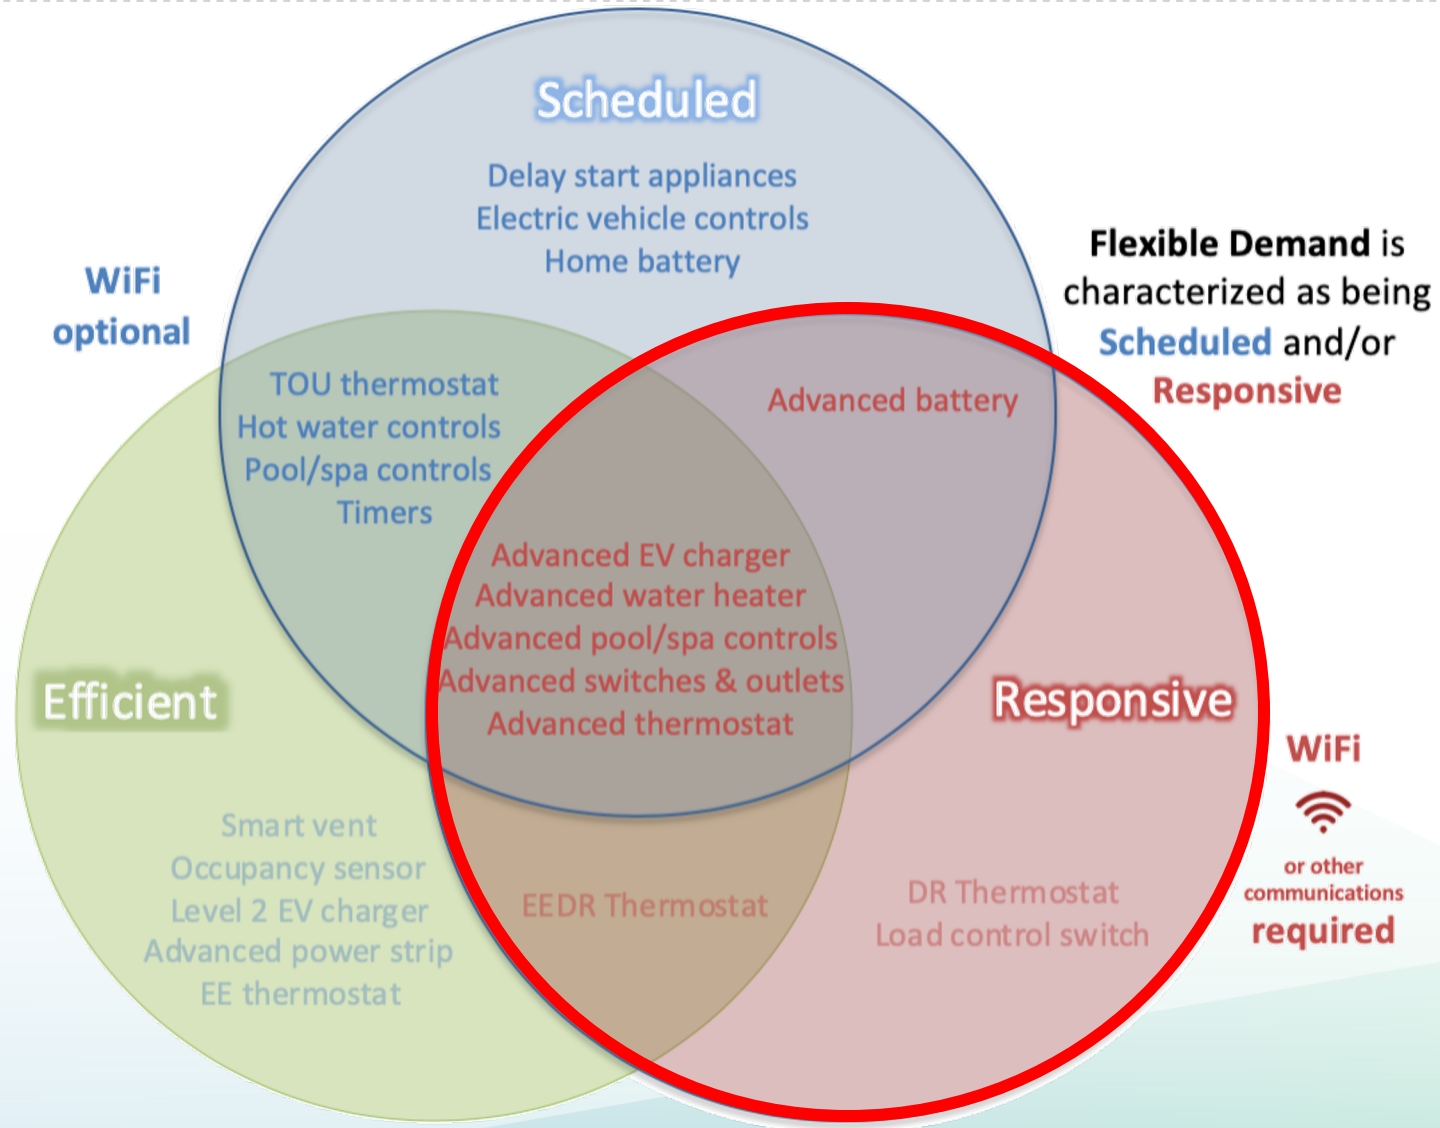 Scheduled
Delay start appliances
Electric vehicle controls
Home battery
WiFi
optional
Flexible Demand is
characterized as being
Scheduled and/or
Responsive
TOU thermostat
Hot water controls
Pool/spa controls
Timers
Advanced battery
Advanced EV charger
Advanced water heater
Advanced pool/spa controls
Advanced switches & outlets
Advanced thermostat
Efficient
Responsive
WiFi
or other
communications
required
Smart vent
Occupancy sensor
Level 2 EV charger
Advanced power strip
EE thermostat
EEDR Thermostat
DR Thermostat
Load control switch